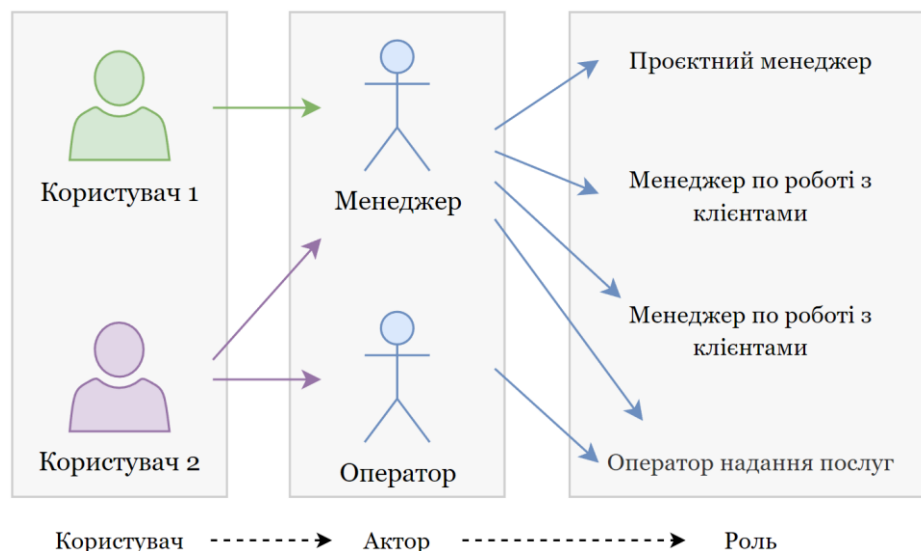 Користувач 1
Користувач 2
Менеджер
Оператор
Проєктний менеджер
Менеджер по роботі з
клієнтами
Менеджер по роботі з
клієнтами
Оператор надання послуг
Користувач
Актор
Роль